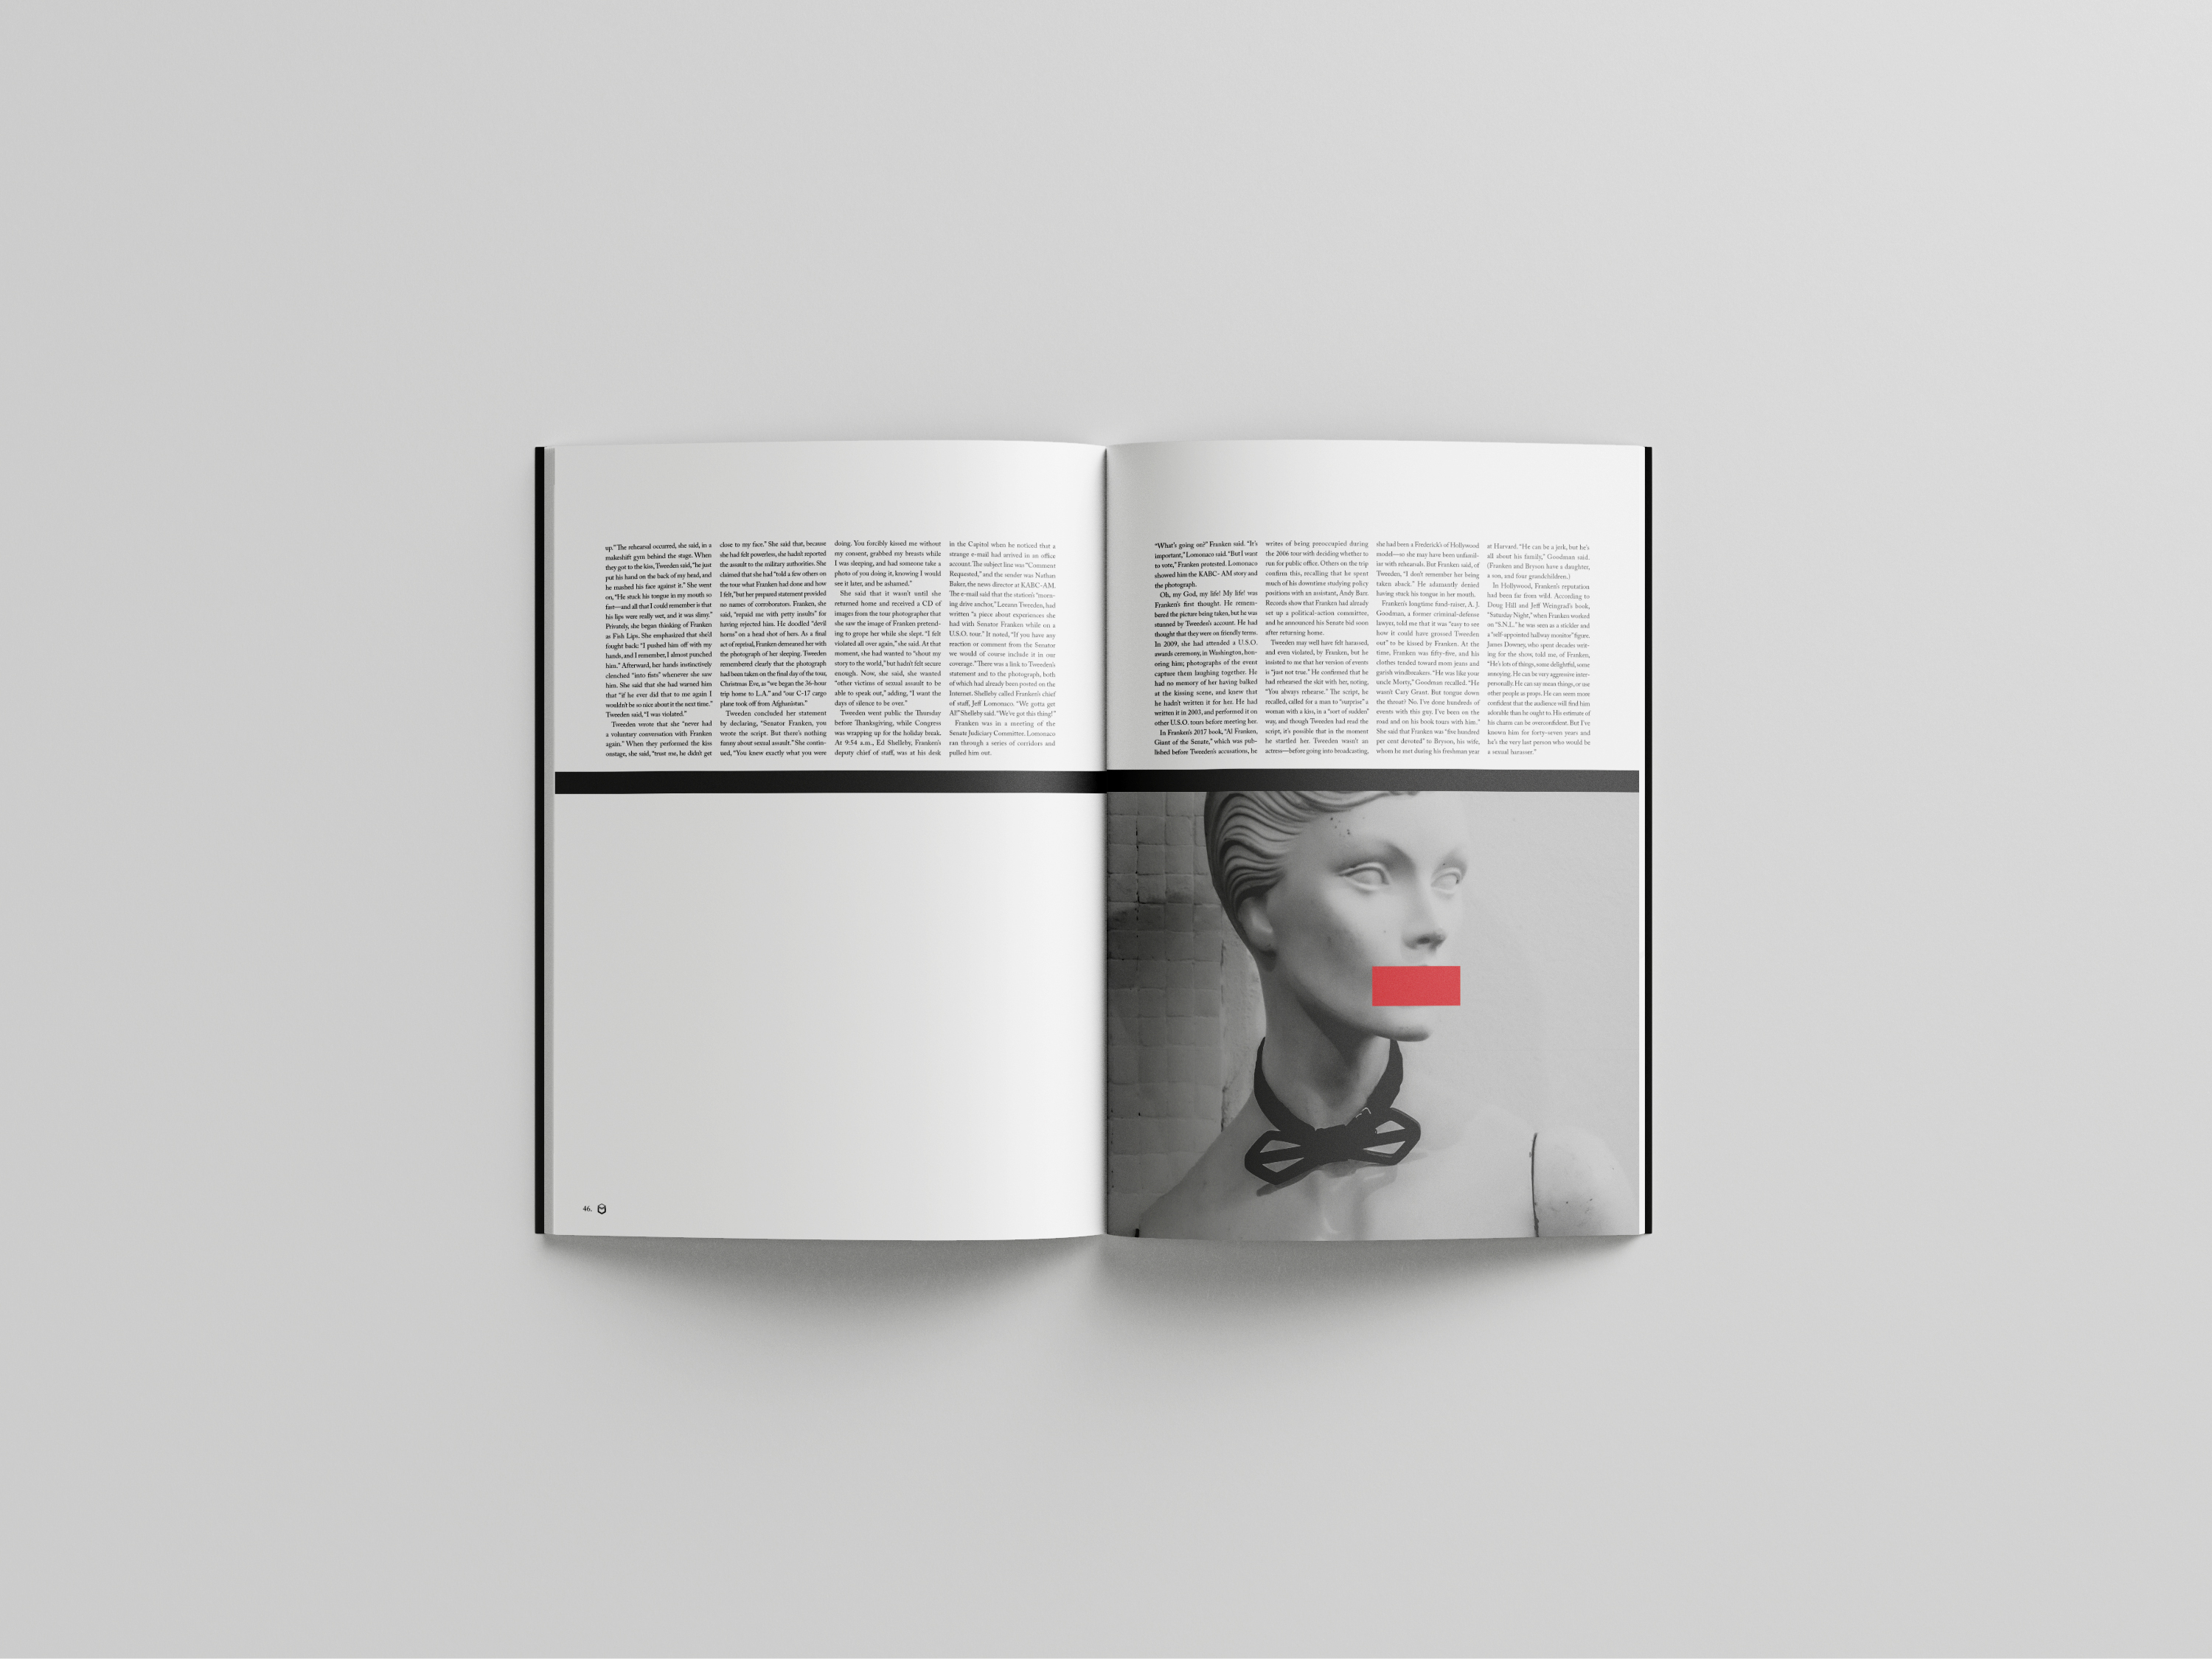 up." The rehearsal occurred, she said, in a
makeshift gym behind the stage. When
they got to the kiss, Tweeden said, "he just
put his hand on the back of my head, and
he mashed his face against it." She went
on, "He stuck his tongue in my mouth so
fast—and all that I could remember is that
his lips were really wet, and it was slimy."
Privately, she began thinking of Franken
as Fish Lips. She emphasized that she'd
fought back: "I pushed him off with my
hands, and I remember, I almost punched
him." Afterward, her hands instinctively
clenched "into fists" whenever she saw
him. She said that she had warned him
that "if he ever did that to me again I
wouldn't be so nice about it the next time."
Tweeden said, "I was violated."
Tweeden wrote that she "never had
a voluntary conversation with Franken
again." When they performed the kiss
onstage, she said, "trust me, he didn't get
close to my face." She said that, because
she had felt powerless, she hadn't reported
the assault to the military authorities. She
claimed that she had "told a few others on
the tour what Franken had done and how
I felt," but her prepared statement provided
no names of corroborators. Franken, she
said, "repaid me with petty insults" for
having rejected him. He doodled "devil
horns" on a head shot of hers. As a final
act of reprisal, Franken demeaned her with
the photograph of her sleeping. Tweeden
remembered clearly that the photograph
had been taken on the final day of the tour,
Christmas Eve, as "we began the 36-hour
trip home to L.A." and "our C-17 cargo
plane took off from Afghanistan."
Tweeden concluded her statement
by declaring, "Senator Franken, you
wrote the script. But there's nothing
funny about sexual assault." She contin-
ued, "You knew exactly what you were
doing. You forcibly kissed me without
my consent, grabbed my breasts while
I was sleeping, and had someone take a
photo of you doing it, knowing I would
see it later, and be ashamed."
She said that it wasn't until she
returned home and received a CD of
images from the tour photographer that
she saw the image of Franken pretend-
ing to grope her while she slept. "I felt
violated all over again," she said. At that
moment, she had wanted to "shout my
story to the world," but hadn't felt secure
enough. Now, she said, she wanted
"other victims of sexual assault to be
able to speak out," adding, "I want the
days of silence to be over."
Tweeden went public the Thursday
before Thanksgiving, while Congress
was wrapping up for the holiday break.
At 9:54 a.m., Ed Shelleby, Franken's
deputy chief of staff, was at his desk
in the Capitol when he noticed that a
strange e-mail had arrived in an office
account. The subject line was "Comment
Requested," and the sender was Nathan
Baker, the news director at KABC-AM.
The e-mail said that the station's "morn-
ing drive anchor," Leeann Tweeden, had
written "a piece about experiences she
had with Senator Franken while on a
U.S.O. tour." It noted, "If you have any
reaction or comment from the Senator
we would of course include it in our
coverage." There was a link to Tweeden's
statement and to the photograph, both
of which had already been posted on the
Internet. Shelleby called Franken's chief
of staff, Jeff Lomonaco. "We gotta get
Al!" Shelleby said. "We've got this thing!"
Franken was in a meeting of the
Senate Judiciary Committee. Lomonaco
ran through a series of corridors and
pulled him out.
46.
"What's going on?" Franken said. "It's
important," Lomonaco said. "But I want
to vote," Franken protested. Lomonaco
showed him the KABC- AM story and
the photograph.
Oh, my God, my life! My life! was
Franken's first thought. He remem-
bered the picture being taken, but he was
stunned by Tweeden's account. He had
thought that they were on friendly terms.
In 2009, she had attended a U.S.O.
awards ceremony, in Washington, hon-
oring him; photographs of the event
capture them laughing together. He
had no memory of her having balked
at the kissing scene, and knew that
he hadn't written it for her. He had
written it in 2003, and performed it on
other U.S.O. tours before meeting her.
In Franken's 2017 book, "Al Franken,
Giant of the Senate," which was pub-
lished before Tweeden's accusations, he
writes of being preoccupied during
the 2006 tour with deciding whether to
run for public office. Others on the trip
confirm this, recalling that he spent
much of his downtime studying policy
positions with an assistant, Andy Barr.
Records show that Franken had already
set up a political-action committee,
and he announced his Senate bid soon
after returning home.
Tweeden may well have felt harassed,
and even violated, by Franken, but he
insisted to me that her version of events
is "just not true." He confirmed that he
had rehearsed the skit with her, noting,
"You always rehearse." The script, he
recalled, called for a man to "surprise" a
woman with a kiss, in a "sort of sudden"
way, and though Tweeden had read the
script, it's possible that in the moment
he startled her. Tweeden wasn't an
actress—before going into broadcasting,
she had been a Frederick's of Hollywood
model—so she may have been unfamil-
iar with rehearsals. But Franken said, of
Tweeden, "I don't remember her being
taken aback." He adamantly denied
having stuck his tongue in her mouth.
Franken's longtime fund-raiser, A. J.
Goodman, a former criminal-defense
lawyer, told me that it was "easy to see
how it could have grossed Tweeden
out" to be kissed by Franken. At the
time, Franken was fifty-five, and his
clothes tended toward mom jeans and
garish windbreakers. "He was like your
uncle Morty," Goodman recalled. "He
wasn't Cary Grant. But tongue down
the throat? No. I've done hundreds of
events with this guy. I've been on the
road and on his book tours with him."
She said that Franken was "five hundred
per cent devoted" to Bryson, his wife,
whom he met during his freshman year
at Harvard. "He can be a jerk, but he's
all about his family," Goodman said.
(Franken and Bryson have a daughter,
a son, and four grandchildren.)
In Hollywood, Franken's reputation
had been far from wild. According to
Doug Hill and Jeff Weingrad's book,
"Saturday Night," when Franken worked
on "S.N.L." he was seen as a stickler and
a "self-appointed hallway monitor" figure.
James Downey, who spent decades writ-
ing for the show, told me, of Franken,
"He's lots of things, some delightful, some
annoying. He can be very aggressive inter-
personally. He can say mean things, or use
other people as props. He can seem more
confident that the audience will find him
adorable than he ought to. His estimate of
his charm can be overconfident. But I've
known him for forty-seven years and
he's the very last person who would be
a sexual harasser."